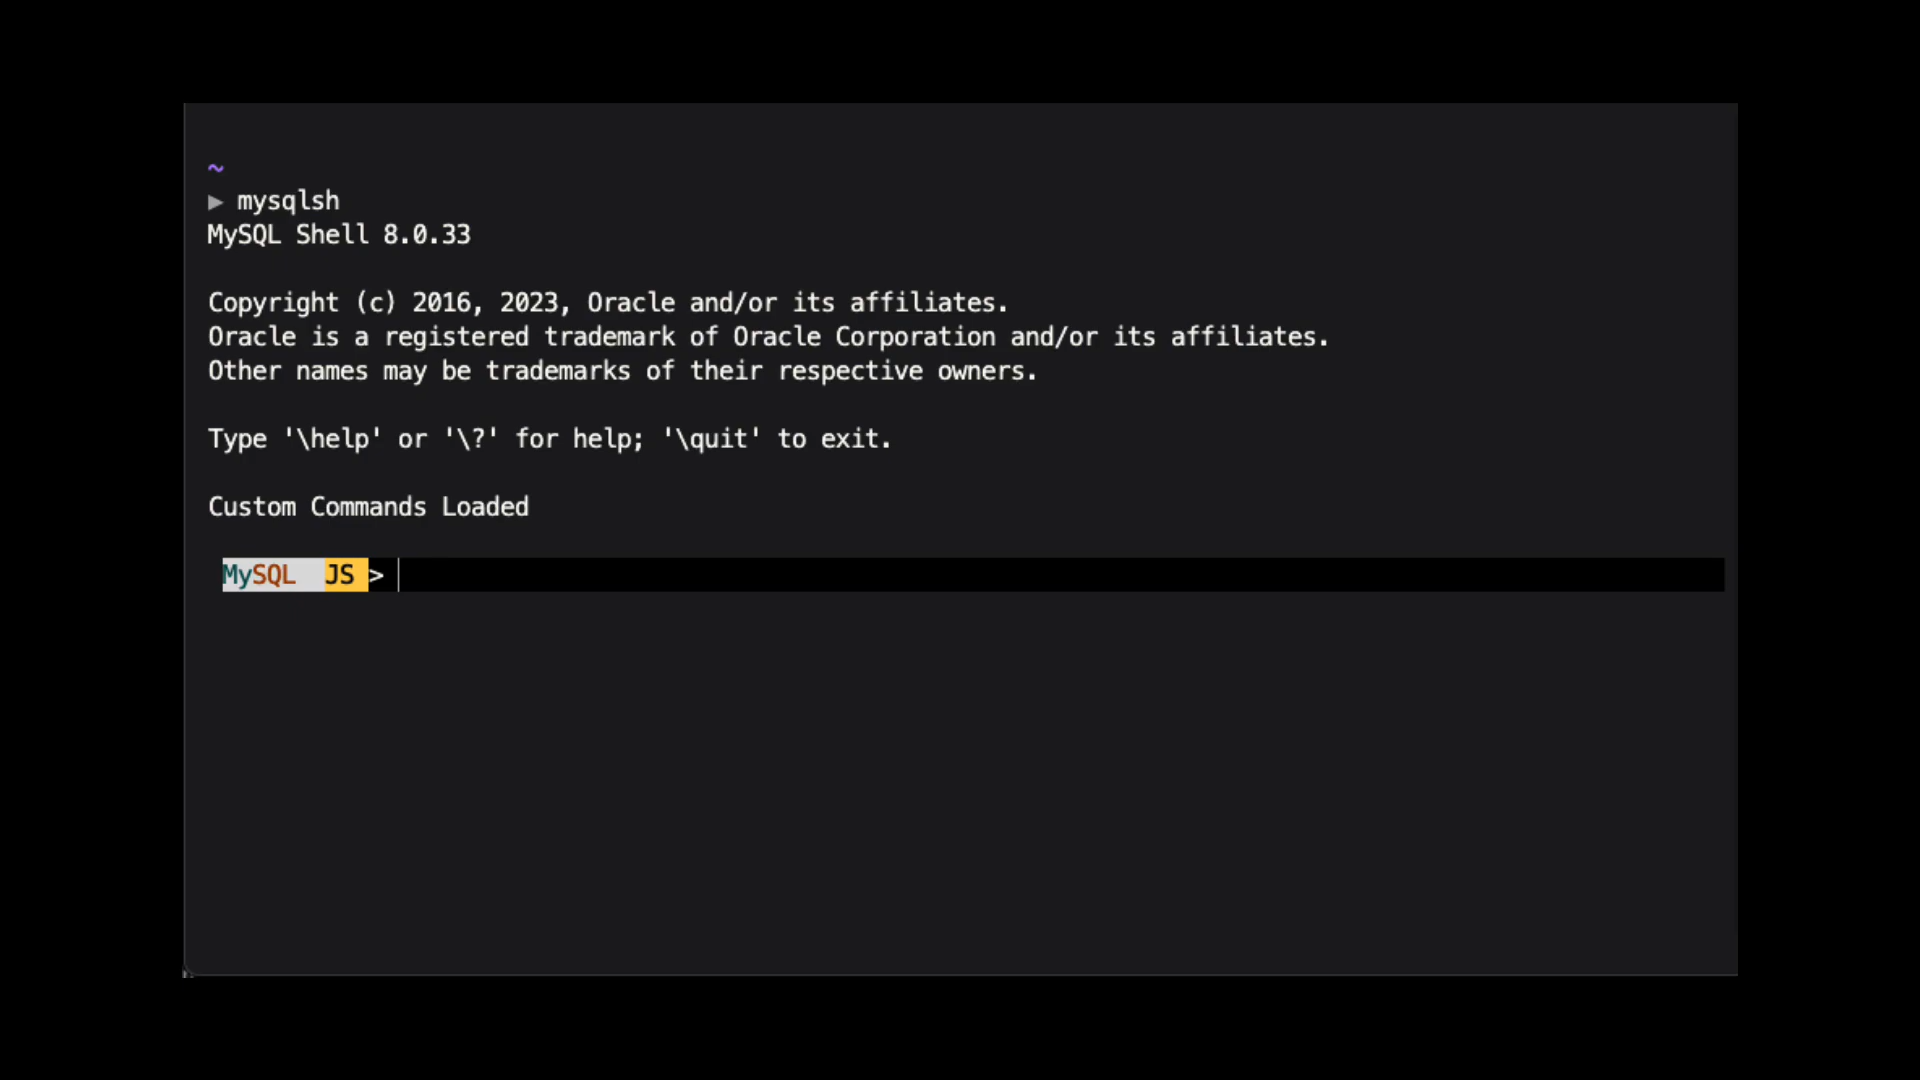 ~
▶ mysqlsh
MySQL Shell 8.0.33
Copyright (c) 2016, 2023, Oracle and/or its affiliates.
Oracle is a registered trademark of Oracle Corporation and/or its affiliates.
Other names may be trademarks of their respective owners.
Type '\help' or '\?' for help; '\quit' to exit.
Custom Commands Loaded
MySQL JS >